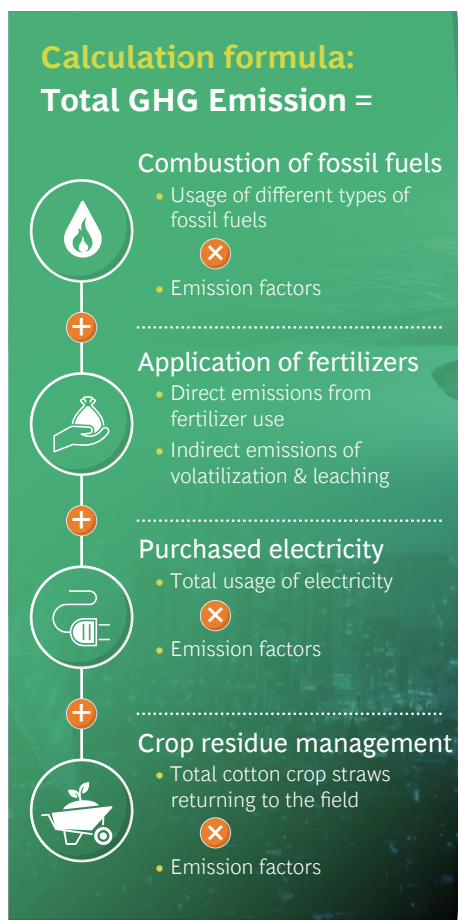 Calculation formula:
Total GHG Emission =
Combustion of fossil fuels
• Usage of different types of
fossil fuels
×
• Emission factors
+
Application of fertilizers
• Direct emissions from
fertilizer use
• Indirect emissions of
volatilization & leaching
+
Purchased electricity
• Total usage of electricity
×
• Emission factors
+
Crop residue management
• Total cotton crop straws
returning to the field
×
• Emission factors